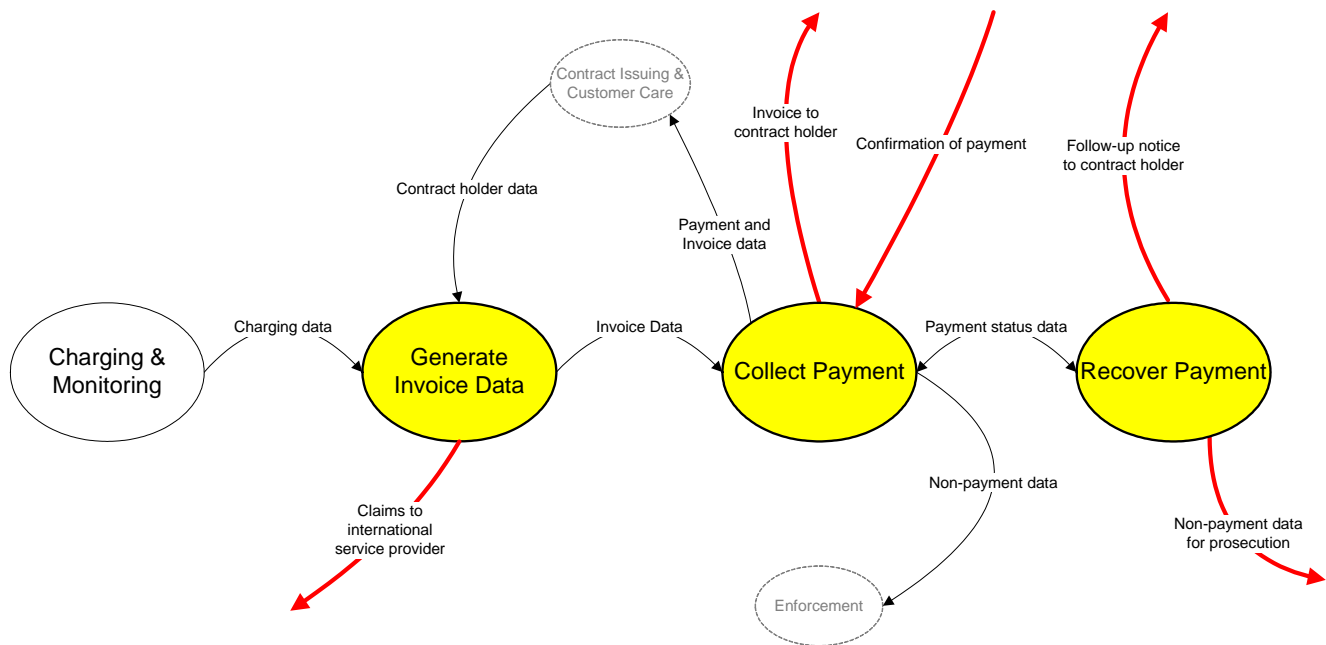 Contract Issuing &
Customer Care
Invoice to
contract holder
Confirmation of payment
Follow-up notice
to contract holder
Contract holder data
Payment and
Invoice data
Charging data
Invoice Data
Payment status data
Charging &
Monitoring
Generate
Invoice Data
Collect Payment
Recover Payment
Non-payment data
Claims to
international
service provider
Non-payment data
for prosecution
Enforcement